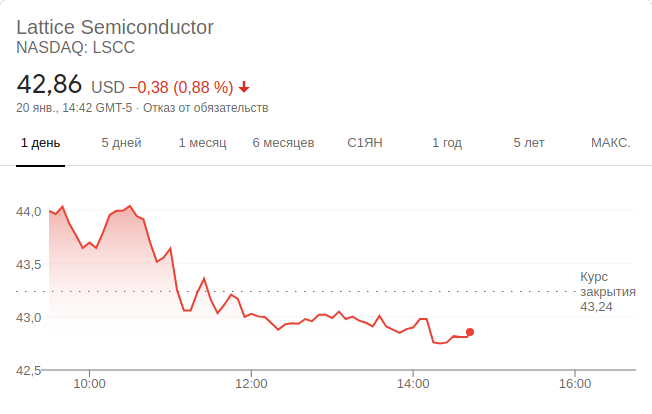 Lattice Semiconductor
NASDAQ: LSCC
42,86 USD −0,38 (0,88 %)
20 янв., 14:42 GMT-5 · Отказ от обязательств
1 день 5 дней 1 месяц 6 месяцев С1ЯН 1 год 5 лет МАКС.
44,0
43,5
Курс
закрытия
43,24
43,0
42,5
10:00 12:00 14:00 16:00